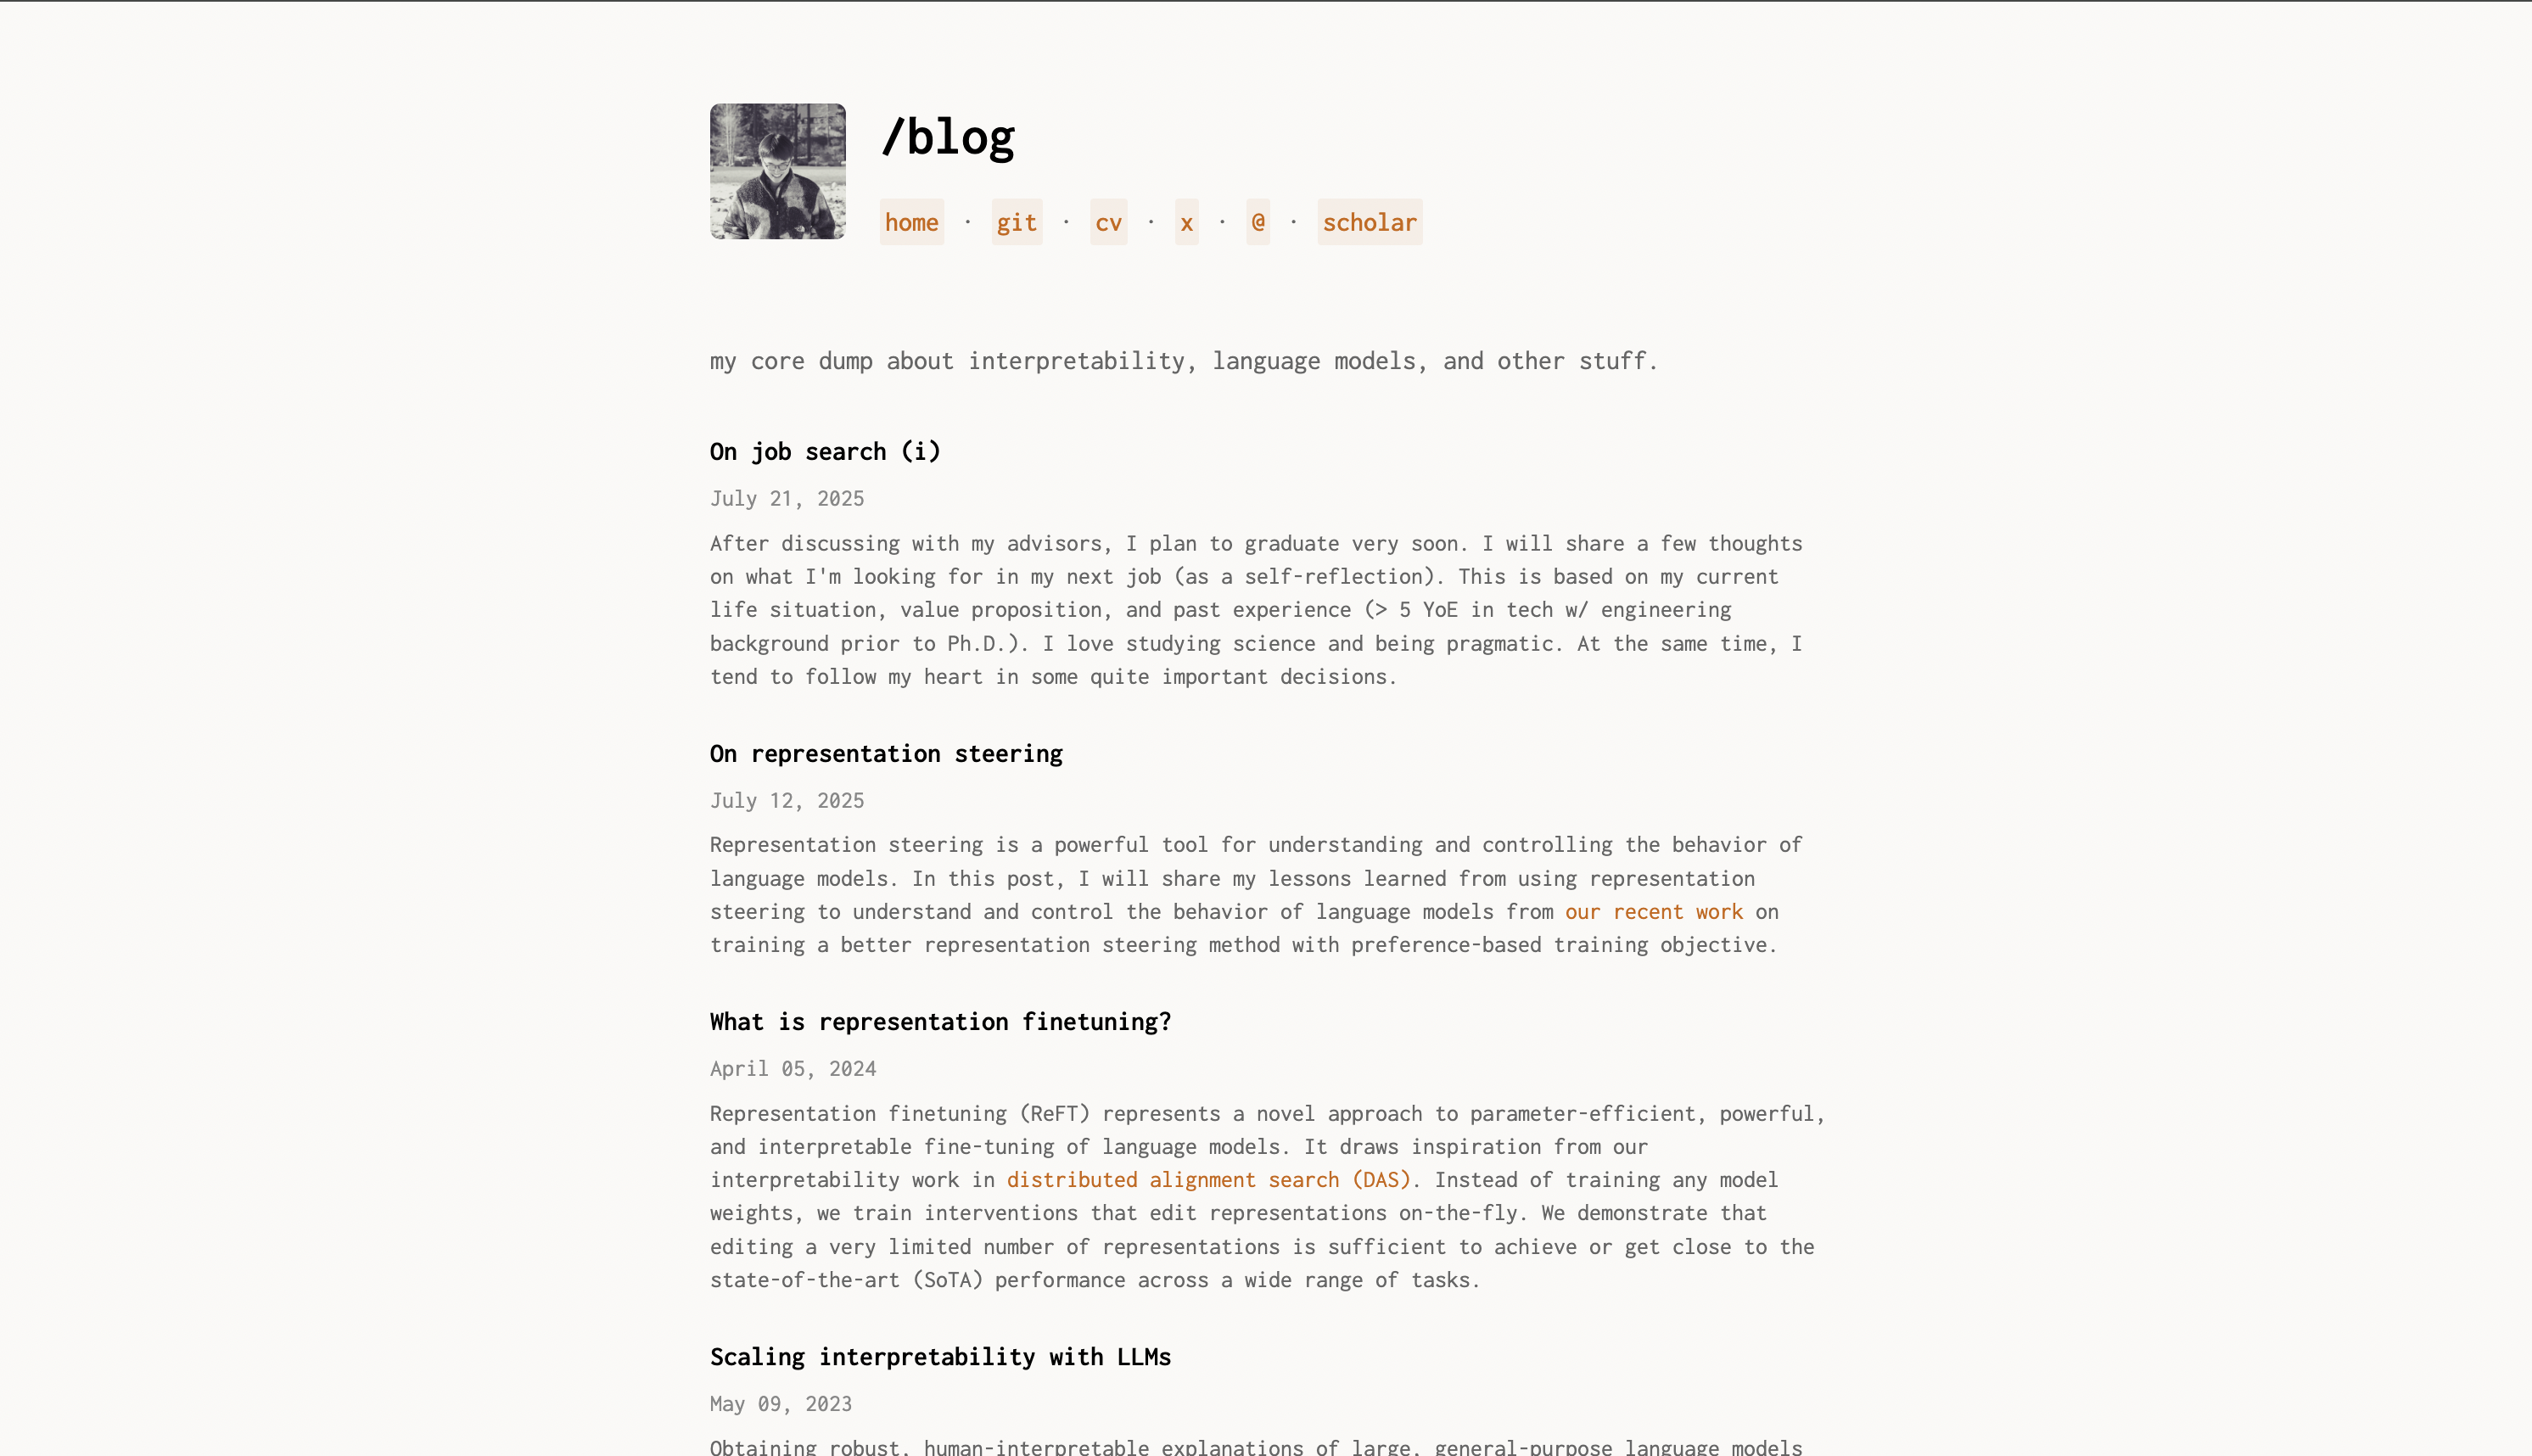 /blog
home · git · cv · x · @ · scholar
my core dump about interpretability, language models, and other stuff.
On job search (i)
July 21, 2025
After discussing with my advisors, I plan to graduate very soon. I will share a few thoughts
on what I'm looking for in my next job (as a self-reflection). This is based on my current
life situation, value proposition, and past experience (> 5 YoE in tech w/ engineering
background prior to Ph.D.). I love studying science and being pragmatic. At the same time, I
tend to follow my heart in some quite important decisions.
On representation steering
July 12, 2025
Representation steering is a powerful tool for understanding and controlling the behavior of
language models. In this post, I will share my lessons learned from using representation
steering to understand and control the behavior of language models from our recent work on
training a better representation steering method with preference-based training objective.
What is representation finetuning?
April 05, 2024
Representation finetuning (ReFT) represents a novel approach to parameter-efficient, powerful,
and interpretable fine-tuning of language models. It draws inspiration from our
interpretability work in distributed alignment search (DAS). Instead of training any model
weights, we train interventions that edit representations on-the-fly. We demonstrate that
editing a very limited number of representations is sufficient to achieve or get close to the
state-of-the-art (SoTA) performance across a wide range of tasks.
Scaling interpretability with LLMs
May 09, 2023
Obtaining robust, human-interpretable explanations of large, general-purpose language models